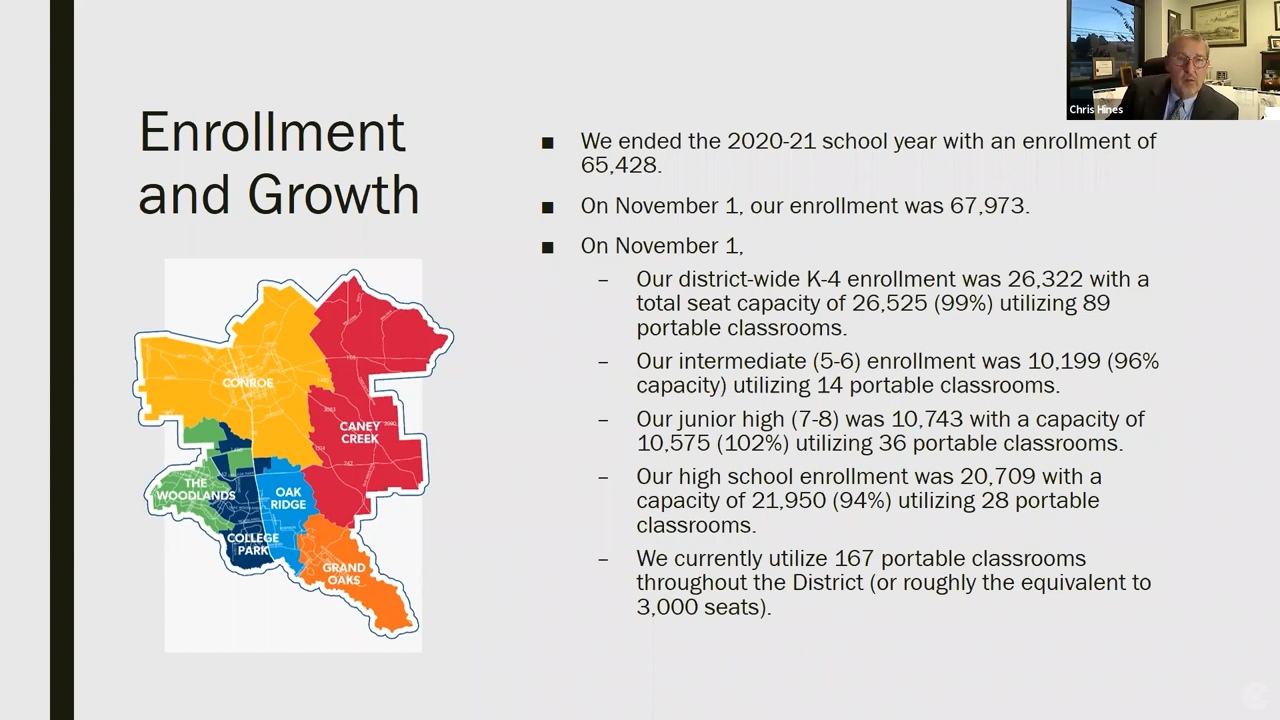 Chris Hines
Enrollment
and Growth
■ We ended the 2020-21 school year with an enrollment of
65,428.
■ On November 1, our enrollment was 67,973.
■ On November 1,
– Our district-wide K-4 enrollment was 26,322 with a
total seat capacity of 26,525 (99%) utilizing 89
portable classrooms.
– Our intermediate (5-6) enrollment was 10,199 (96%
capacity) utilizing 14 portable classrooms.
– Our junior high (7-8) was 10,743 with a capacity of
10,575 (102%) utilizing 36 portable classrooms.
– Our high school enrollment was 20,709 with a
capacity of 21,950 (94%) utilizing 28 portable
classrooms.
– We currently utilize 167 portable classrooms
throughout the District (or roughly the equivalent to
3,000 seats).
CONROE
CANEY
CREEK
THE
WOODLANDS
OAK
RIDGE
COLLEGE
PARK
GRAND
OAKS